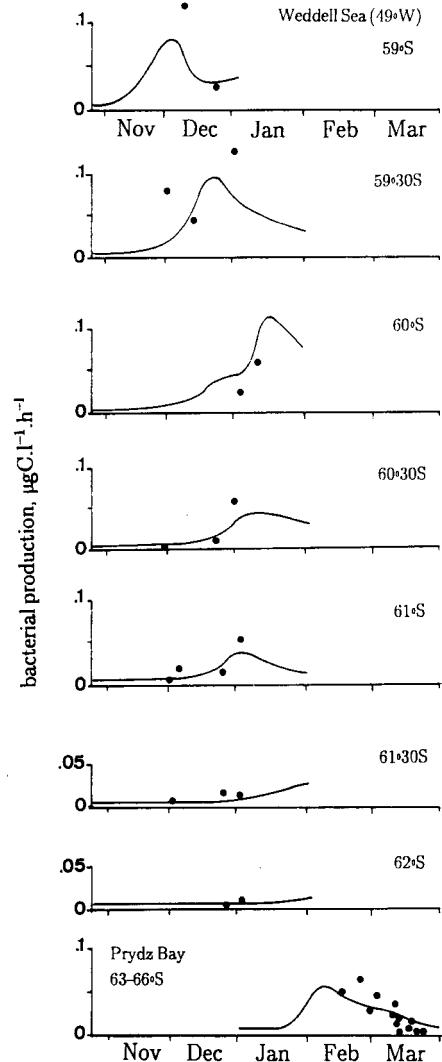 Weddell Sea (49°W)
59°S
.1
0
Nov Dec Jan Feb Mar
.1
59°30S
0
.1
60°S
0
bacterial production, µgC.l⁻¹.h⁻¹
.1
60°30S
0
.1
61°S
0
61°30S
.05
0
.05
62°S
0
.1
Prydz Bay
63–66°S
0
Nov Dec Jan Feb Mar